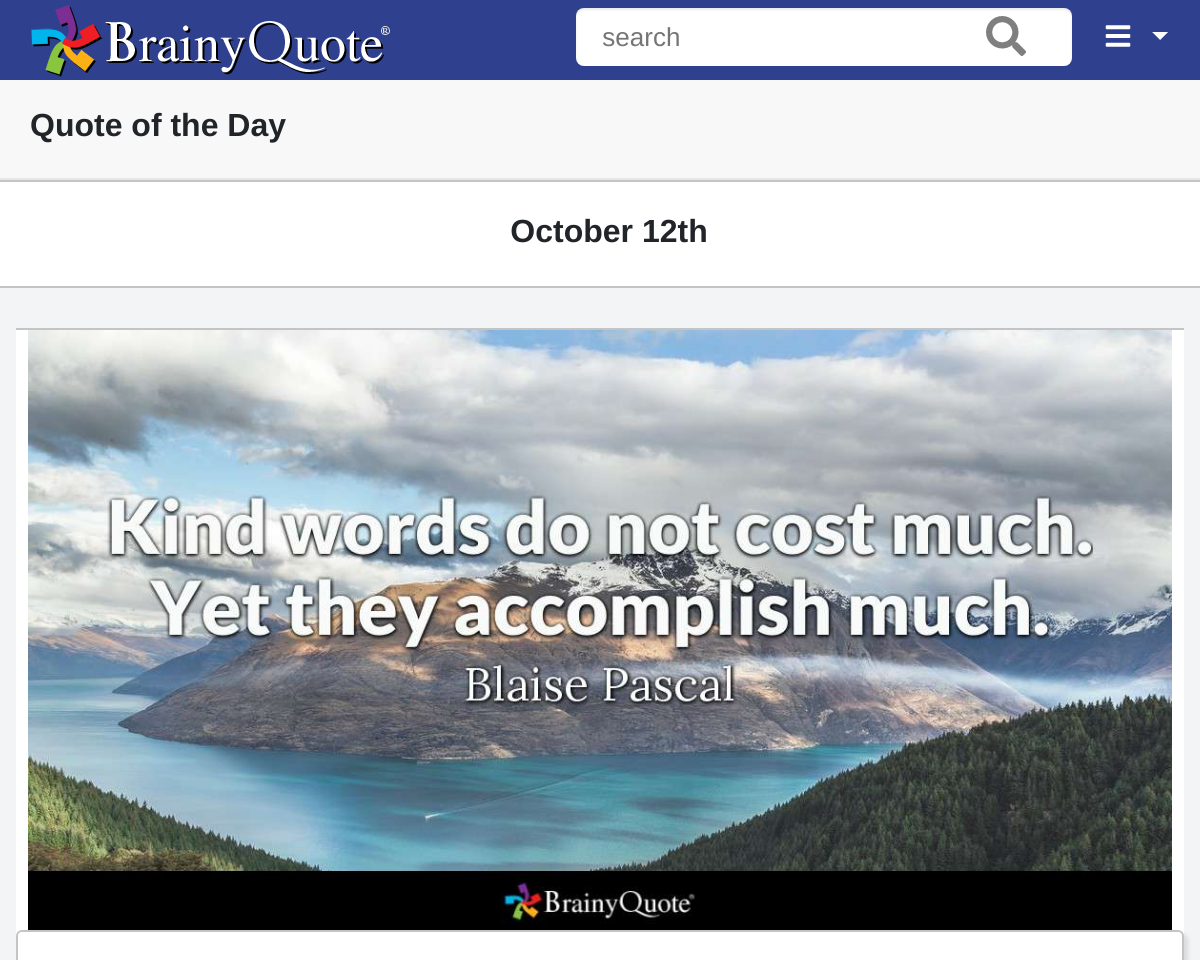 BrainyQuote®
search
Quote of the Day
October 12th
Kind words do not cost much.
Yet they accomplish much.
Blaise Pascal
BrainyQuote®